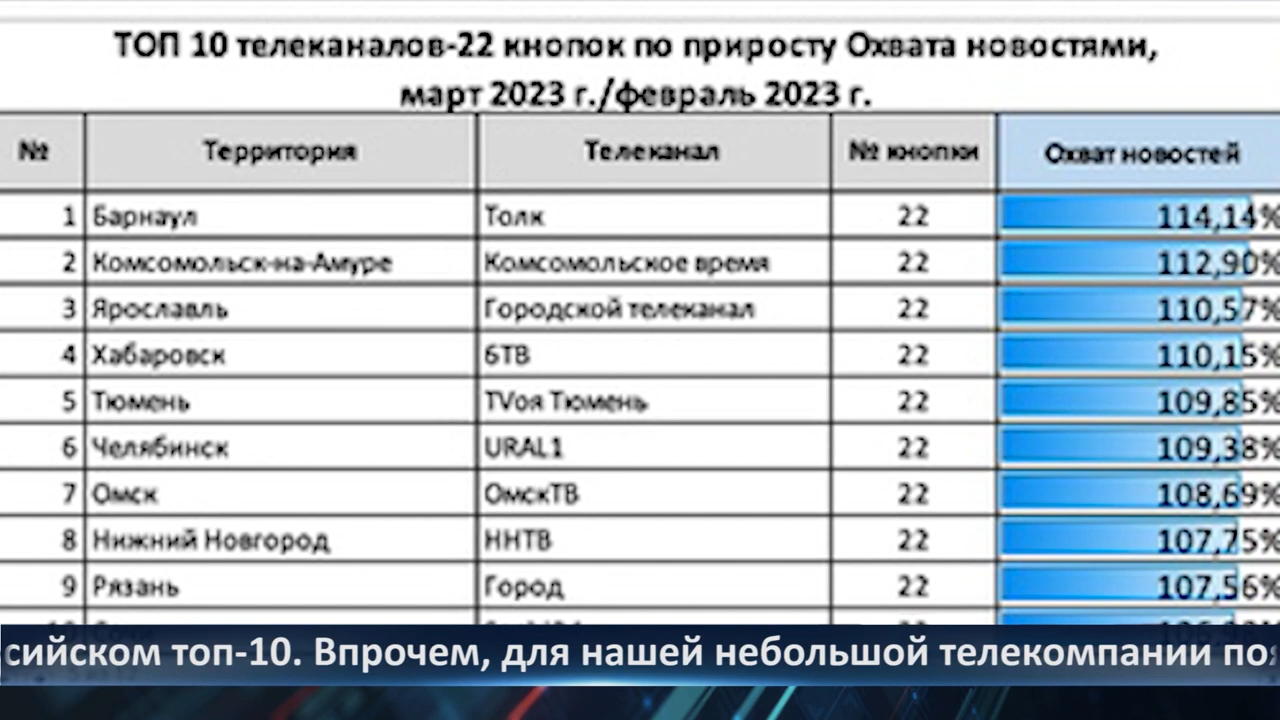 ТОП 10 телеканалов-22 кнопок по приросту Охвата новостями,
март 2023 г./февраль 2023 г.
№ Территория Телеканал № кнопки Охват новостей
1 Барнаул Толк 22 114,14%
2 Комсомольск-на-Амуре Комсомольское время 22 112,90%
3 Ярославль Городской телеканал 22 110,57%
4 Хабаровск 6ТВ 22 110,15%
5 Тюмень TVоя Тюмень 22 109,85%
6 Челябинск URAL1 22 109,38%
7 Омск ОмскТВ 22 108,69%
8 Нижний Новгород ННТВ 22 107,75%
9 Рязань Город 22 107,56%
сийском топ-10. Впрочем, для нашей небольшой телекомпании по